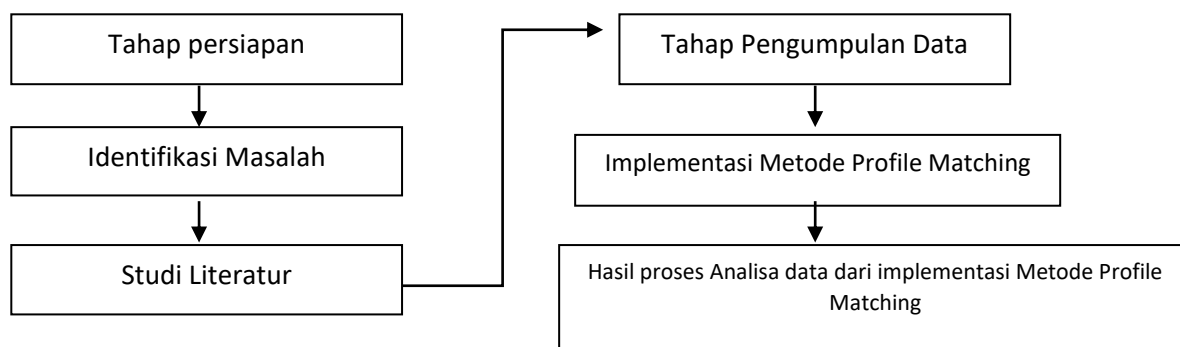 Tahap persiapan
Identifikasi Masalah
Studi Literatur
Tahap Pengumpulan Data
Implementasi Metode Profile Matching
Hasil proses Analisa data dari implementasi Metode Profile
Matching